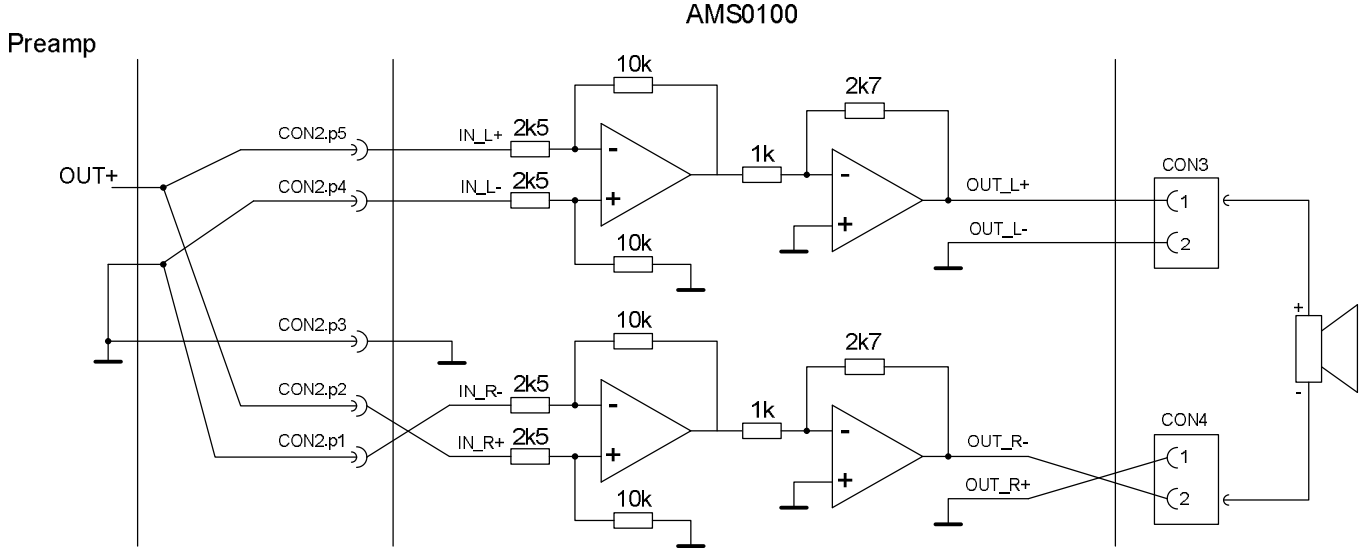 AMS0100
Preamp
10k
2k7
CON2.p5
IN_L+
2k5
-
1k
-
CON3
OUT+
CON2.p4
IN_L-
2k5
+
OUT_L+
1
+
OUT_L-
2
10k
+
CON2.p3
10k
2k7
CON2.p2
IN_R-
2k5
-
1k
-
-
CON2.p1
IN_R+
2k5
+
OUT_R-
CON4
1
+
OUT_R+
2
10k